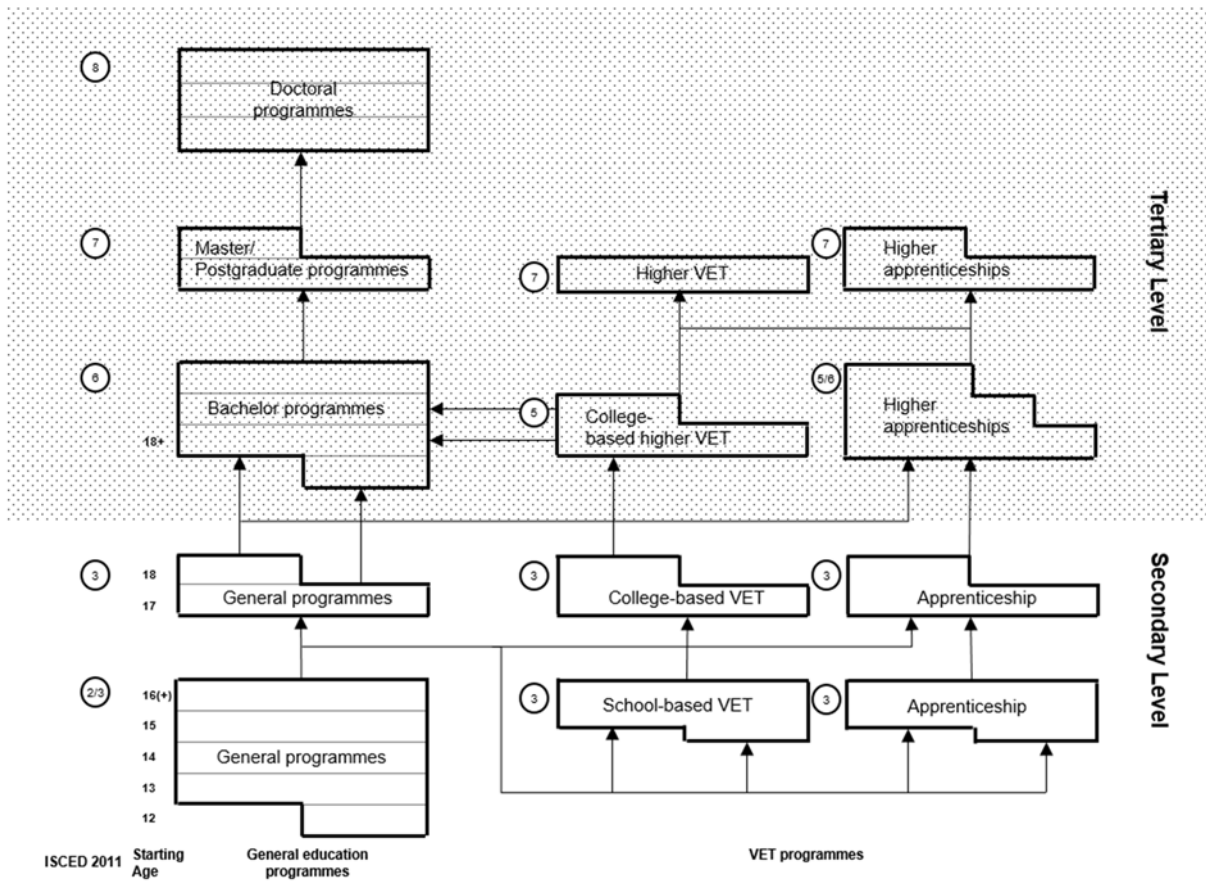 8
Doctoral
programmes
7
Master/
Postgraduate programmes
7
Higher VET
7
Higher
apprenticeships
Tertiary Level
6
Bachelor programmes
18+
5
College-
based higher VET
5/6
Higher
apprenticeships
3
18
17
General programmes
3
College-based VET
3
Apprenticeship
Secondary Level
2/3
16(+)
15
14
13
12
General programmes
3
School-based VET
3
Apprenticeship
ISCED 2011
Starting
Age
General education
programmes
VET programmes